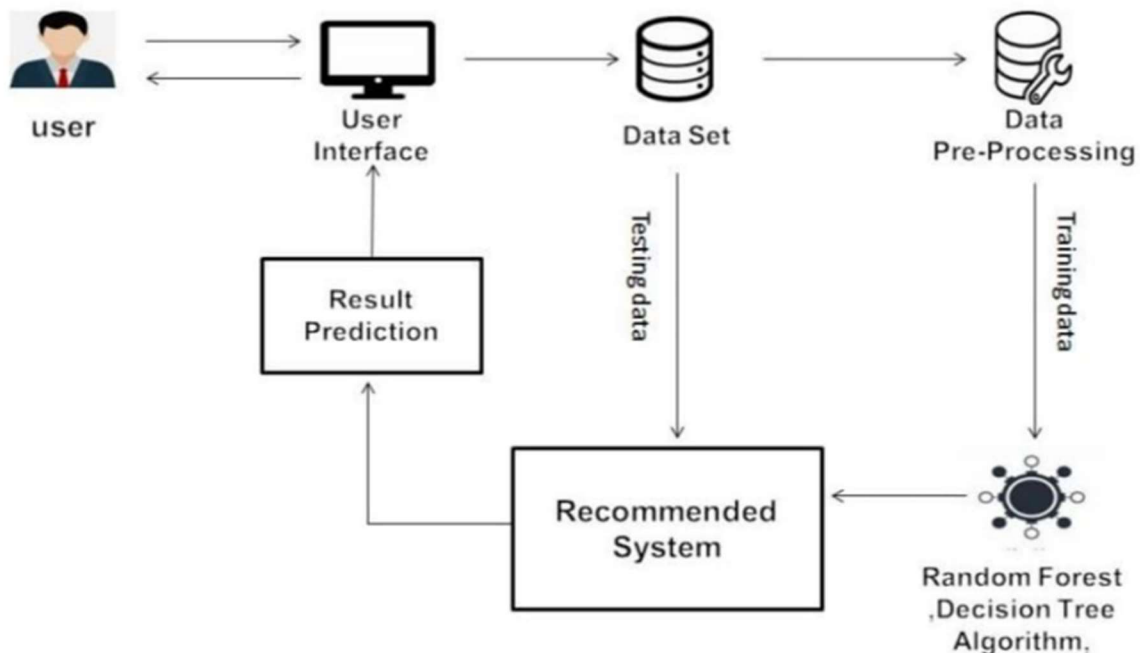 user
User
Interface
Data Set
Data
Pre-Processing
Testing data
Training data
Result
Prediction
Recommended
System
Random Forest
,Decision Tree
Algorithm,